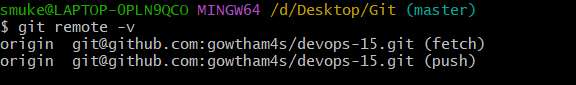 smuke@LAPTOP-OPLN9QCO MINGW64 /d/Desktop/Git (master)
$ git remote -v
origin  git@github.com:gowtham4s/devops-15.git (fetch)
origin  git@github.com:gowtham4s/devops-15.git (push)